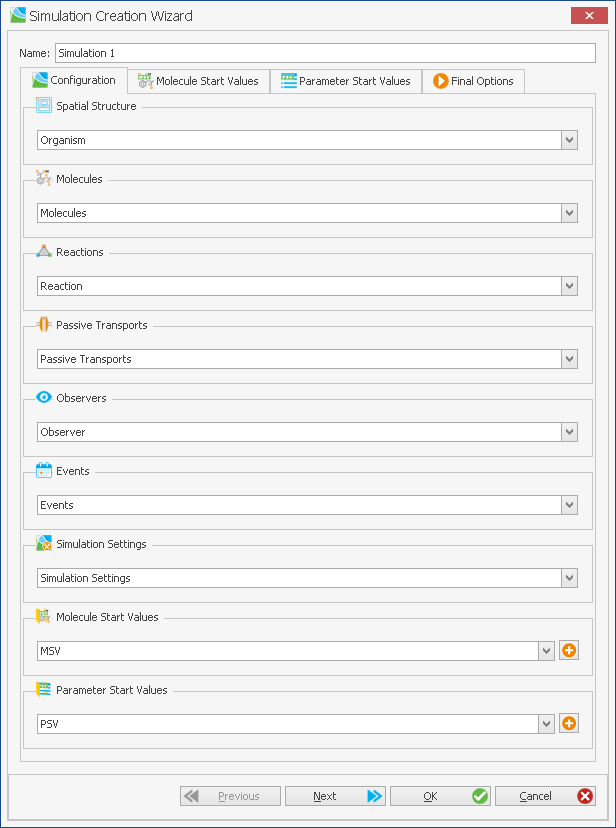 Simulation Creation Wizard
Name: Simulation 1
Configuration Molecule Start Values Parameter Start Values Final Options
Spatial Structure
Organism
Molecules
Molecules
Reactions
Reaction
Passive Transports
Passive Transports
Observers
Observer
Events
Events
Simulation Settings
Simulation Settings
Molecule Start Values
MSV
Parameter Start Values
PSV
Previous Next OK Cancel